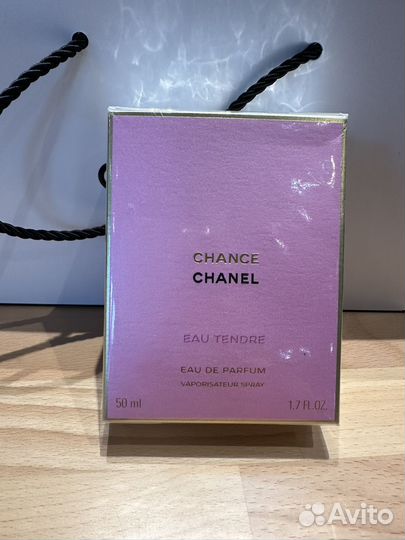 CHANCE
CHANEL
EAU TENDRE
EAU DE PARFUM
VAPORISATEUR SPRAY
50 ml 1.7 FL.OZ.
Avito